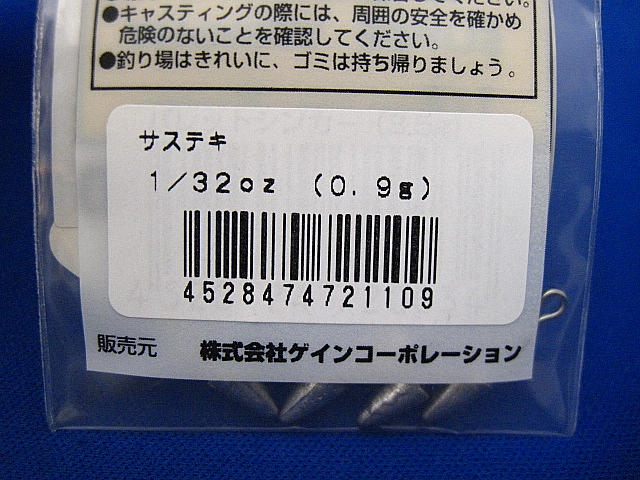 ください。
●キャスティングの際には、周囲の安全を確かめ
危険のないことを確認してください。
●釣り場はきれいに、ゴミは持ち帰りましょう。
サステキ
1/32oz (0.9g)
4528474721109
販売元 株式会社ゲインコーポレーション